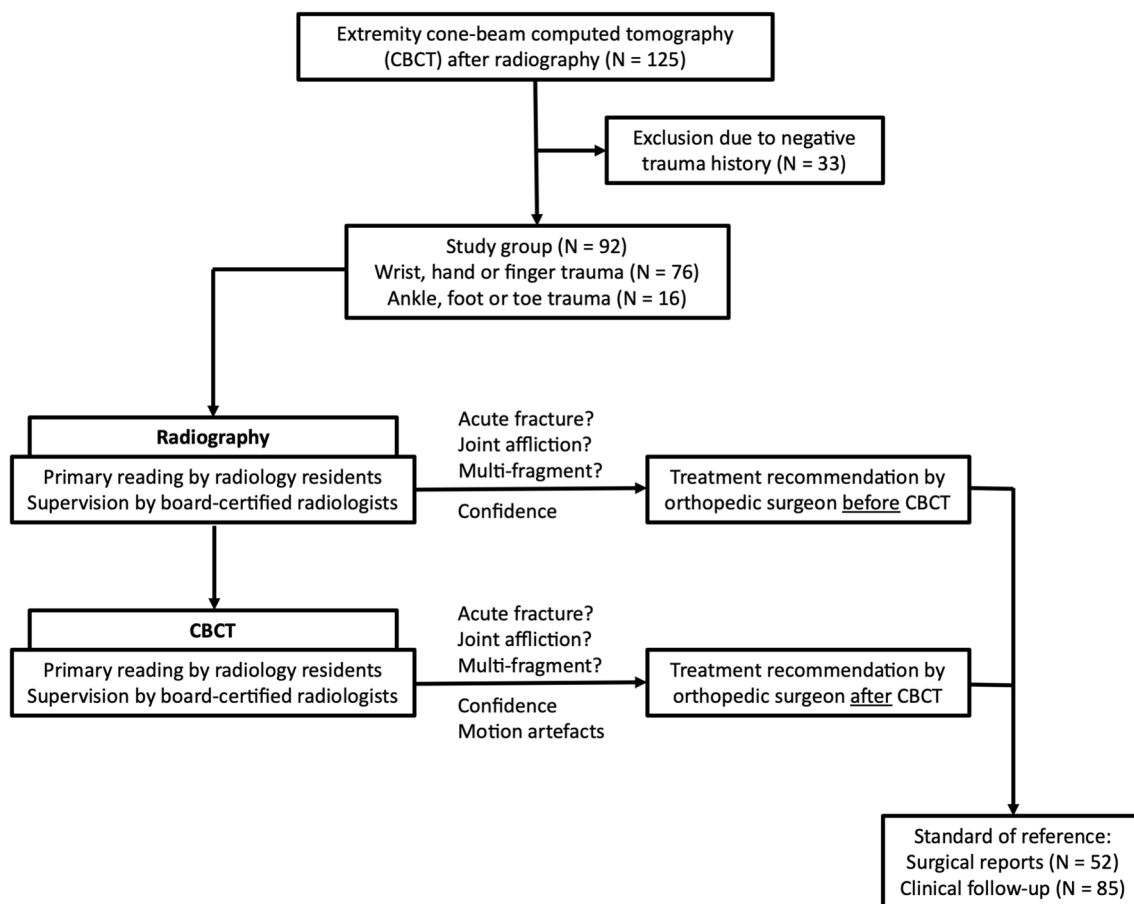 Extremity cone-beam computed tomography
(CBCT) after radiography (N = 125)
Exclusion due to negative
trauma history (N = 33)
Study group (N = 92)
Wrist, hand or finger trauma (N = 76)
Ankle, foot or toe trauma (N = 16)
Radiography
Primary reading by radiology residents
Supervision by board-certified radiologists
Acute fracture?
Joint affliction?
Multi-fragment?
Confidence
Treatment recommendation by
orthopedic surgeon before CBCT
CBCT
Primary reading by radiology residents
Supervision by board-certified radiologists
Acute fracture?
Joint affliction?
Multi-fragment?
Confidence
Motion artefacts
Treatment recommendation by
orthopedic surgeon after CBCT
Standard of reference:
Surgical reports (N = 52)
Clinical follow-up (N = 85)